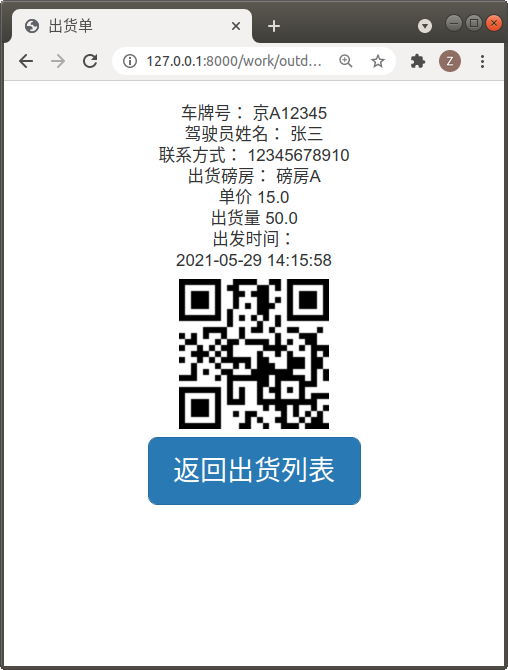 出货单
127.0.0.1:8000/work/outd...
Z
车牌号： 京A12345
驾驶员姓名： 张三
联系方式： 12345678910
出货磅房： 磅房A
单价 15.0
出货量 50.0
出发时间：
2021-05-29 14:15:58
返回出货列表